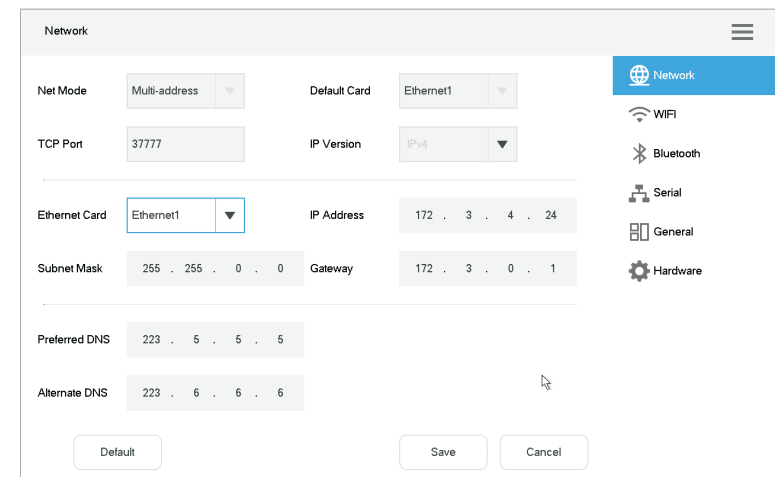 Network
Net Mode Multi-address Default Card Ethernet1
TCP Port 37777 IP Version IPv4
Ethernet Card Ethernet1 IP Address 172 . 3 . 4 . 24
Subnet Mask 255 . 255 . 0 . 0 Gateway 172 . 3 . 0 . 1
Preferred DNS 223 . 5 . 5 . 5
Alternate DNS 223 . 6 . 6 . 6
Default Save Cancel
Network
WIFI
Bluetooth
Serial
General
Hardware